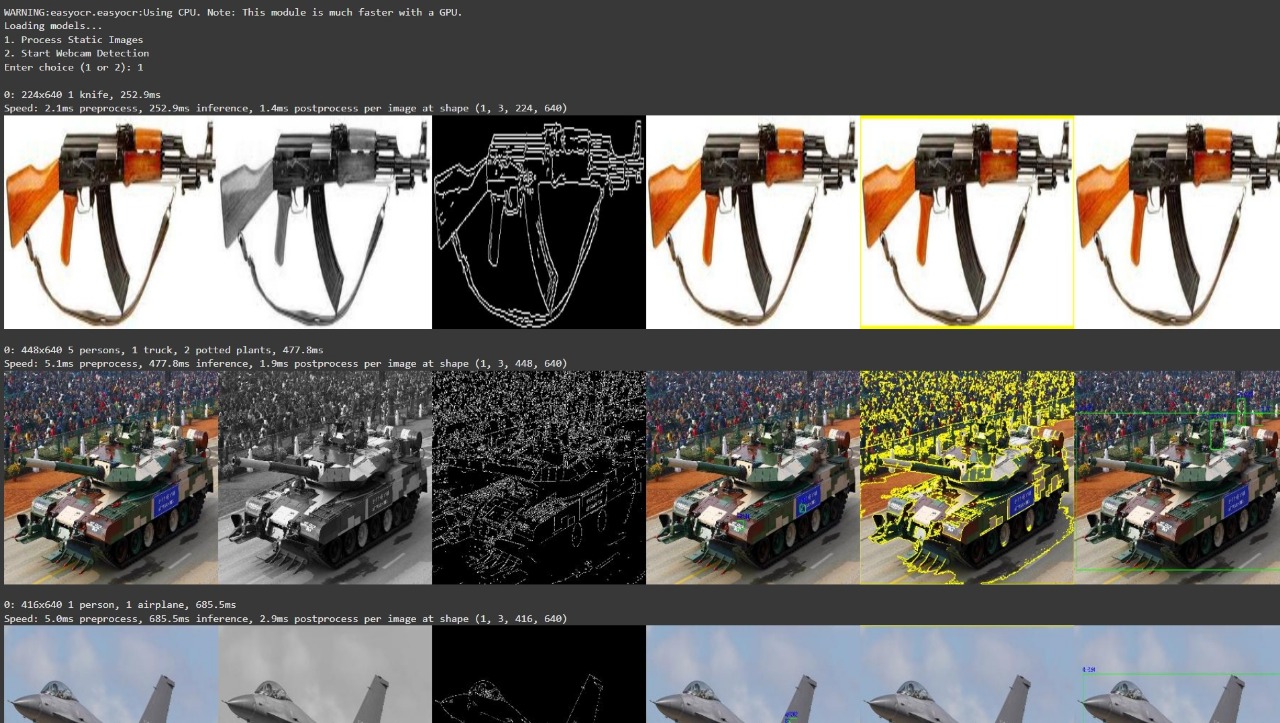 WARNING:easyocr.easyocr:Using CPU. Note: This module is much faster with a GPU.
Loading models...
1. Process Static Images
2. Start Webcam Detection
Enter choice (1 or 2): 1
0: 224x640 1 knife, 252.9ms
Speed: 2.1ms preprocess, 252.9ms inference, 1.4ms postprocess per image at shape (1, 3, 224, 640)
0: 448x640 5 persons, 1 truck, 2 potted plants, 477.8ms
Speed: 5.1ms preprocess, 477.8ms inference, 1.9ms postprocess per image at shape (1, 3, 448, 640)
0: 416x640 1 person, 1 airplane, 685.5ms
Speed: 5.0ms preprocess, 685.5ms inference, 2.9ms postprocess per image at shape (1, 3, 416, 640)